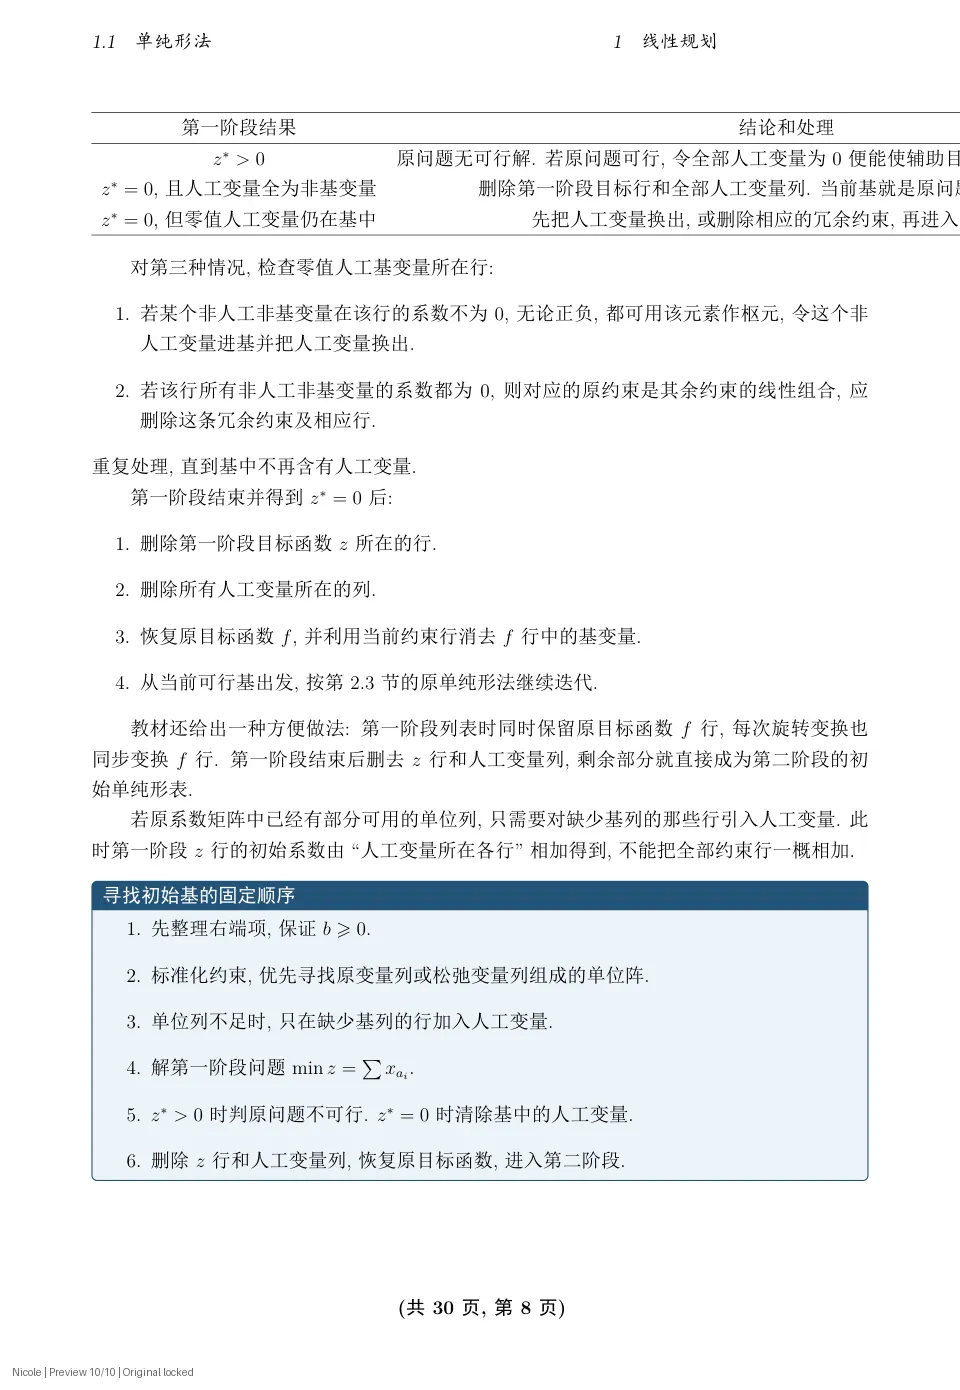 1.1 单纯形法 1 线性规划
第一阶段结果 结论和处理
z* > 0 原问题无可行解. 若原问题可行, 令全部人工变量为 0 便能使辅助目
z* = 0, 且人工变量全为非基变量 删除第一阶段目标行和全部人工变量列. 当前基就是原问题
z* = 0, 但零值人工变量仍在基中 先把人工变量换出, 或删除相应的冗余约束, 再进入
对第三种情况, 检查零值人工基变量所在行:
1. 若某个非人工非基变量在该行的系数不为 0, 无论正负, 都可用该元素作枢元, 令这个非
人工变量进基并把人工变量换出.
2. 若该行所有非人工非基变量的系数都为 0, 则对应的原约束是其余约束的线性组合, 应
删除这条冗余约束及相应行.
重复处理, 直到基中不再含有人工变量.
第一阶段结束并得到 z* = 0 后:
1. 删除第一阶段目标函数 z 所在的行.
2. 删除所有人工变量所在的列.
3. 恢复原目标函数 f, 并利用当前约束行消去 f 行中的基变量.
4. 从当前可行基出发, 按第 2.3 节的原单纯形法继续迭代.
教材还给出一种方便做法: 第一阶段列表时同时保留原目标函数 f 行, 每次旋转变换也
同步变换 f 行. 第一阶段结束后删去 z 行和人工变量列, 剩余部分就直接成为第二阶段的初
始单纯形表.
若原系数矩阵中已经有部分可用的单位列, 只需要对缺少基列的那些行引入人工变量. 此
时第一阶段 z 行的初始系数由 “人工变量所在各行” 相加得到, 不能把全部约束行一概相加.
寻找初始基的固定顺序
1. 先整理右端项, 保证 b ⩾ 0.
2. 标准化约束, 优先寻找原变量列或松弛变量列组成的单位阵.
3. 单位列不足时, 只在缺少基列的行加入人工变量.
4. 解第一阶段问题 min z = ∑ x_{a_i}.
5. z* > 0 时判原问题不可行. z* = 0 时清除基中的人工变量.
6. 删除 z 行和人工变量列, 恢复原目标函数, 进入第二阶段.
(共 30 页, 第 8 页)
Nicole | Preview 10/10 | Original locked